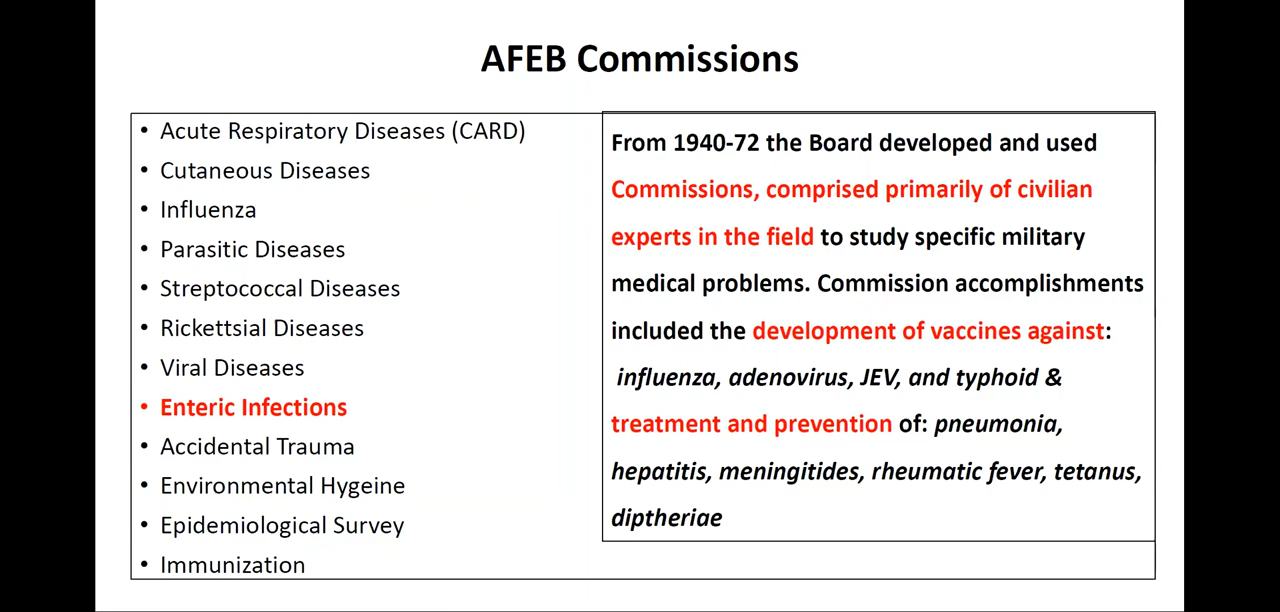 AFEB Commissions
• Acute Respiratory Diseases (CARD)
• Cutaneous Diseases
• Influenza
• Parasitic Diseases
• Streptococcal Diseases
• Rickettsial Diseases
• Viral Diseases
• Enteric Infections
• Accidental Trauma
• Environmental Hygeine
• Epidemiological Survey
• Immunization
From 1940-72 the Board developed and used
Commissions, comprised primarily of civilian
experts in the field to study specific military
medical problems. Commission accomplishments
included the development of vaccines against:
influenza, adenovirus, JEV, and typhoid &
treatment and prevention of: pneumonia,
hepatitis, meningitides, rheumatic fever, tetanus,
diptheriae